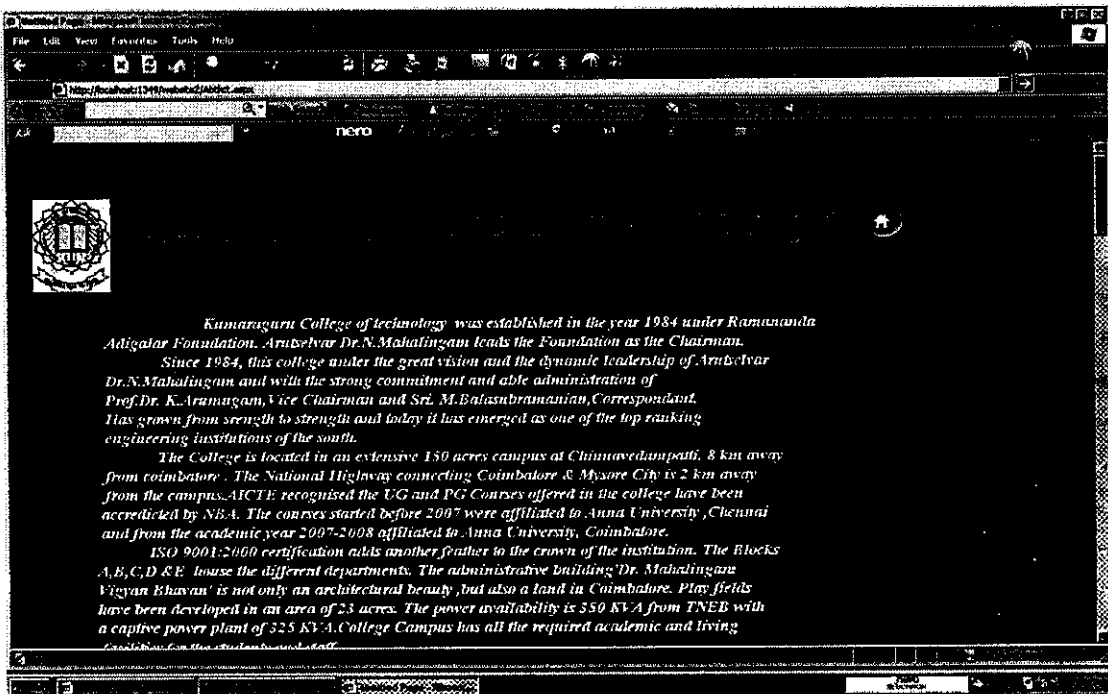 File Edit View Favorites Tools Help
nero
Kumaraguru College of technology was established in the year 1984 under Ramananda
Adigalar Foundation. Arutselvar Dr.N.Mahalingam leads the Foundation as the Chairman.
Since 1984, this college under the great vision and the dynamic leadership of Arutselvar
Dr.N.Mahalingam and with the strong commitment and able administration of
Prof.Dr. K.Arumugam,Vice Chairman and Sri. M.Balasubramanian,Correspondant.
Has grown from srength to strength and today it has emerged as one of the top ranking
engineering institutions of the south.
The College is located in an extensive 150 acres campus at Chinnavedampatti, 8 km away
from coimbatore . The National Highway connecting Coimbatore & Mysore City is 2 km away
from the campus.AICTE recognised the UG and PG Courses offered in the college have been
accredicted by NBA. The courses started before 2007 were affiliated to Anna University ,Chennai
and from the academic year 2007-2008 affiliated to Anna University, Coimbatore.
ISO 9001:2000 certification adds another feather to the crown of the institution. The Blocks
A,B,C,D &E house the different departments. The administrative building'Dr. Mahalingam
Vigyan Bhavan' is not only an architectural beauty ,but also a land in Coimbatore. Play fields
have been developed in an area of 23 acres. The power availability is 350 KVA from TNEB with
a captive power plant of 325 KVA.College Campus has all the required academic and living